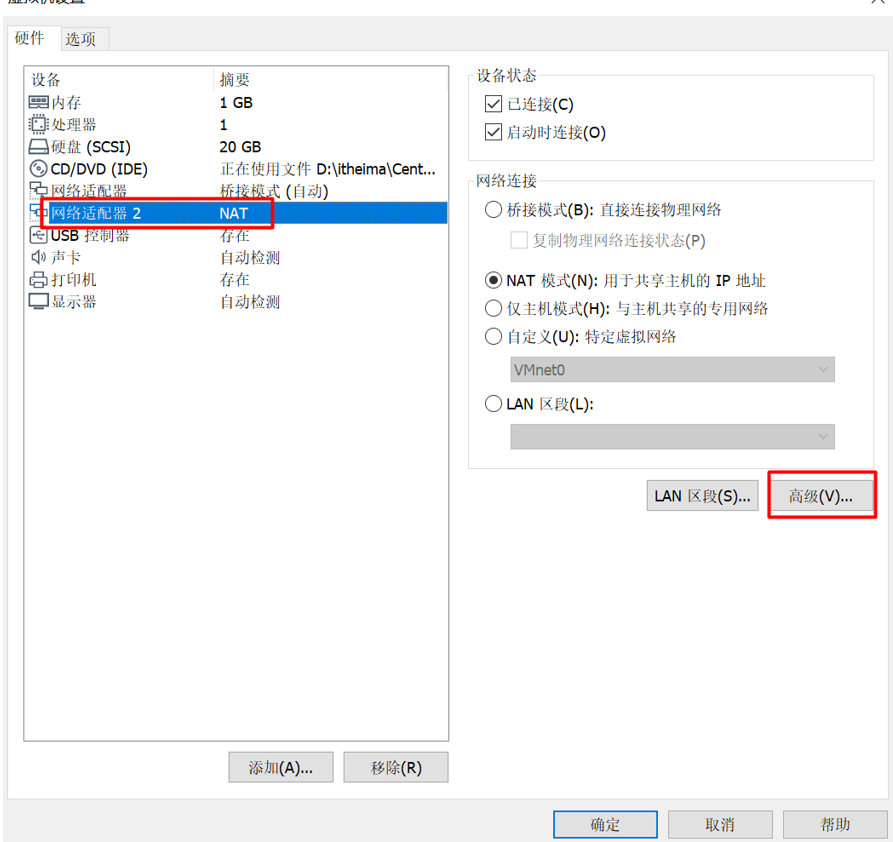 虚拟机设置
硬件 选项
设备 摘要
内存 1 GB
处理器 1
硬盘 (SCSI) 20 GB
CD/DVD (IDE) 正在使用文件 D:\itheima\Cent...
网络适配器 桥接模式 (自动)
网络适配器 2 NAT
USB 控制器 存在
声卡 自动检测
打印机 存在
显示器 自动检测
添加(A)... 移除(R)
设备状态
已连接(C)
启动时连接(O)
网络连接
桥接模式(B): 直接连接物理网络
复制物理网络连接状态(P)
NAT 模式(N): 用于共享主机的 IP 地址
仅主机模式(H): 与主机共享的专用网络
自定义(U): 特定虚拟网络
VMnet0
LAN 区段(L):
LAN 区段(S)... 高级(V)...
确定 取消 帮助